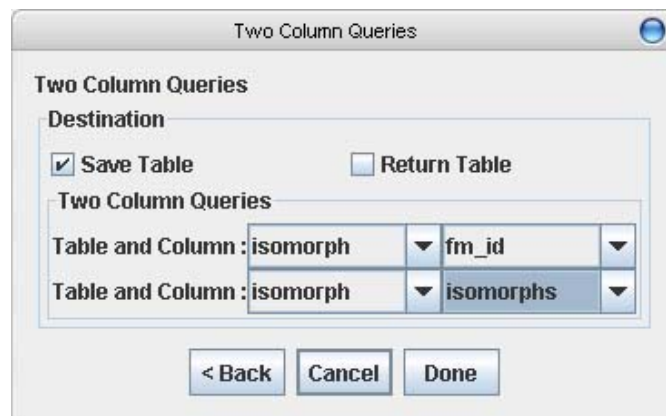 Two Column Queries
Two Column Queries
Destination
Save Table Return Table
Two Column Queries
Table and Column : isomorph fm_id
Table and Column : isomorph isomorphs
< Back Cancel Done